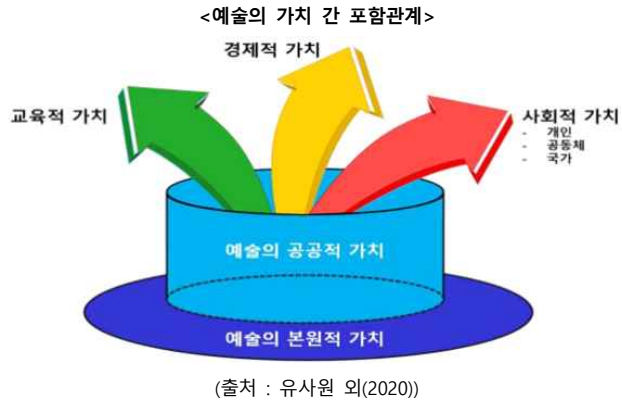 <예술의 가치 간 포함관계>
경제적 가치
교육적 가치
사회적 가치
- 개인
- 공동체
- 국가
예술의 공공적 가치
예술의 본원적 가치
(출처 : 유사원 외(2020))